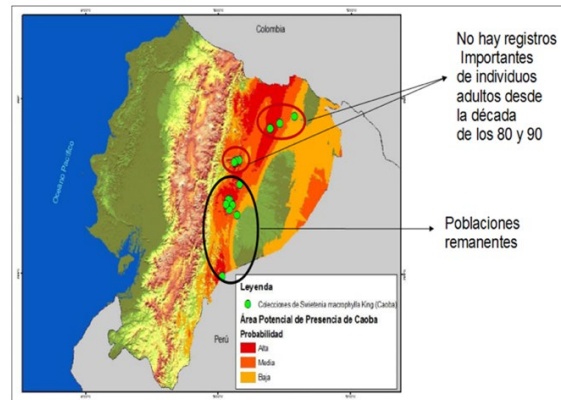 Colombia
No hay registros
Importantes
de individuos
adultos desde
la década
de los 80 y 90
Océano Pacífico
Poblaciones
remanentes
Leyenda
Colecciones de Swietenia macrophylla King (Caoba)
Área Potencial de Presencia de Caoba
Probabilidad
Alta
Media
Baja
Perú